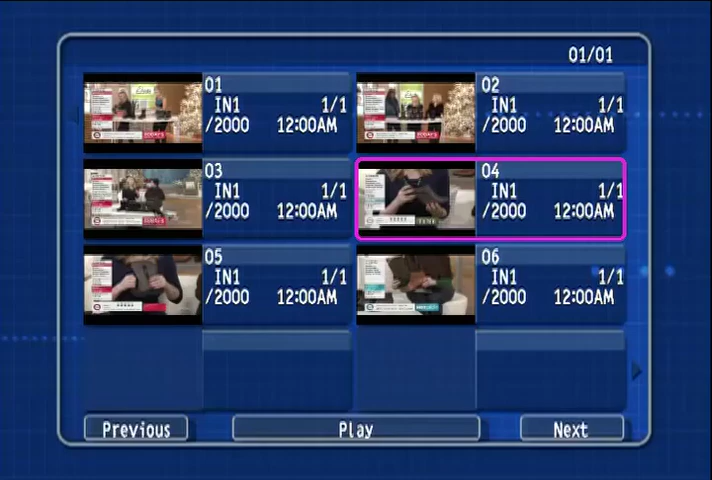 01/01
01
IN1 1/1
/2000 12:00AM
02
IN1 1/1
/2000 12:00AM
03
IN1 1/1
/2000 12:00AM
04
IN1 1/1
/2000 12:00AM
05
IN1 1/1
/2000 12:00AM
06
IN1 1/1
/2000 12:00AM
Previous Play Next